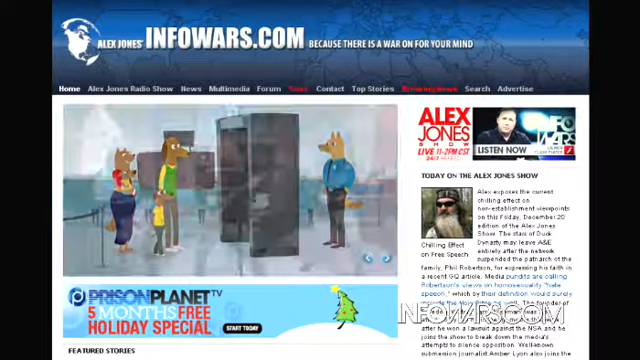 ALEX JONES INFOWARS.COM BECAUSE THERE IS A WAR ON FOR YOUR MIND
Home Alex Jones Radio Show News Multimedia Forum Contact Top Stories Breaking News Search Advertise
ALEX
JONES
SHOW
LIVE 11-2PM CST
LISTEN NOW
TODAY ON THE ALEX JONES SHOW
Alex exposes the current
chilling effect on
non-establishment viewpoints
on this Friday, December 20
edition of the Alex Jones
Show. The stars of Duck
Dynasty may leave A&E
entirely after the network
suspended the patriarch of the
Chilling Effect
on Free Speech
family, Phil Robertson, for expressing his faith in
a recent GQ article. Media pundits are calling
Robertson's views on homosexuality "hate
speech," which by their definition would surely
INFOWARS.COM
after he won a lawsuit against the NSA and he
joins the show to break down the media's
attempts to silence opposition. Well-known
submersion journalist Amber Lyon also joins the
PRISONPLANET TV
5 MONTHS FREE
HOLIDAY SPECIAL
START TODAY
FEATURED STORIES